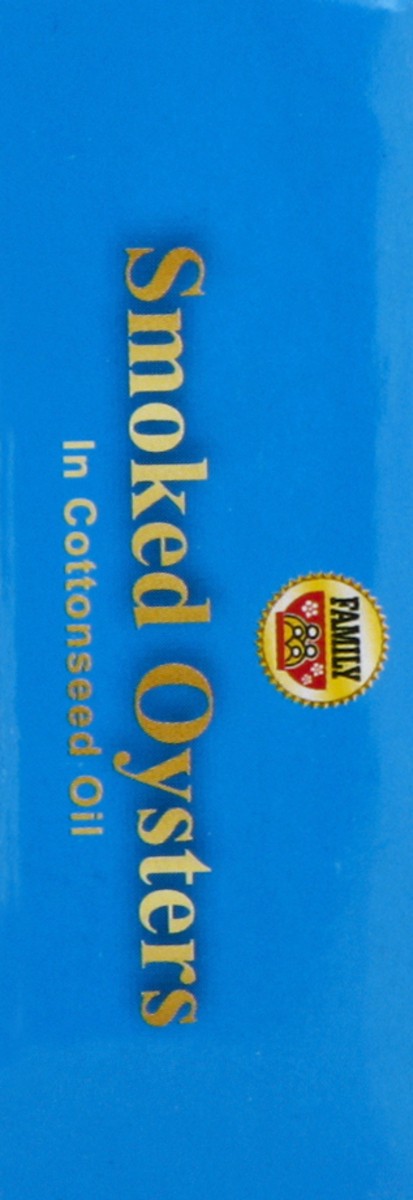 FAMILY
Smoked Oysters
In Cottonseed Oil